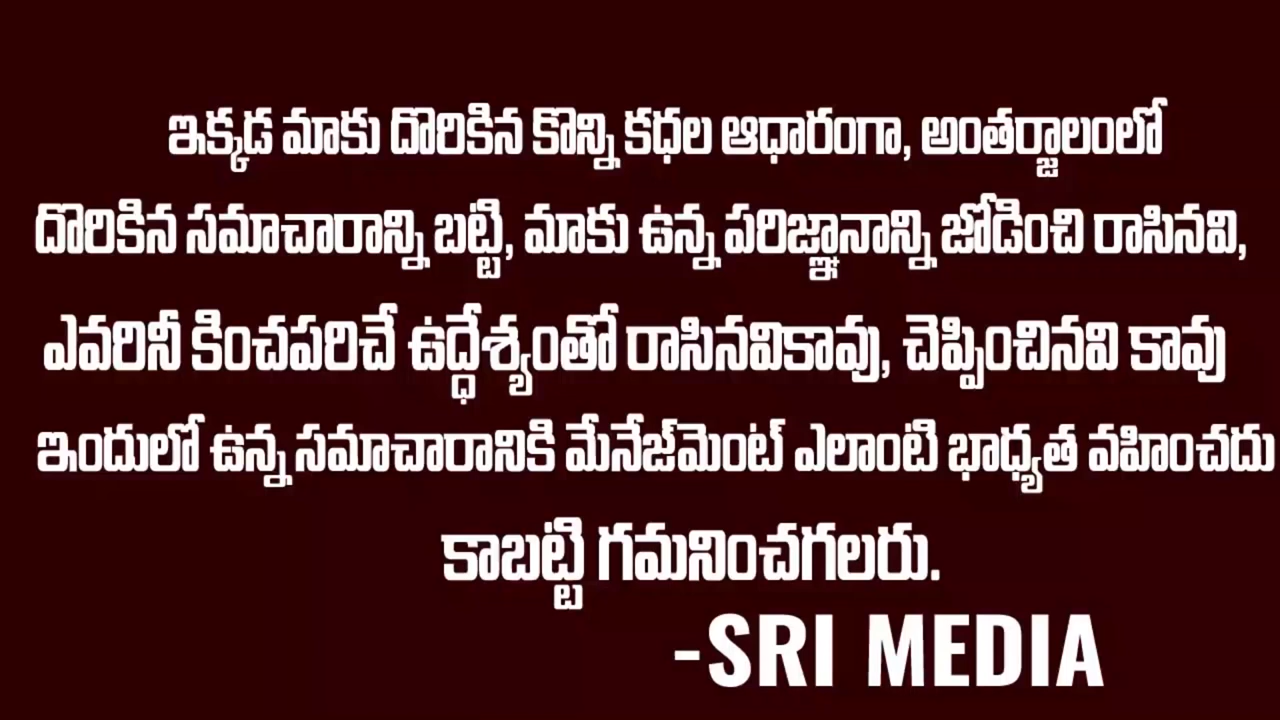 ఇక్కడ మాకు దొరికిన కొన్ని కధల ఆధారంగా, అంతర్జాలంలో
దొరికిన సమాచారాన్ని బట్టి, మాకు ఉన్న పరిజ్ఞానాన్ని జోడించి రాసినవి,
ఎవరినీ కించపరిచే ఉద్ధేశ్యంతో రాసినవికావు, చెప్పించినవి కావు
ఇందులో ఉన్న సమాచారానికి మేనేజ్‌మెంట్ ఎలాంటి భాధ్యత వహించదు
కాబట్టి గమనించగలరు.
-SRI MEDIA